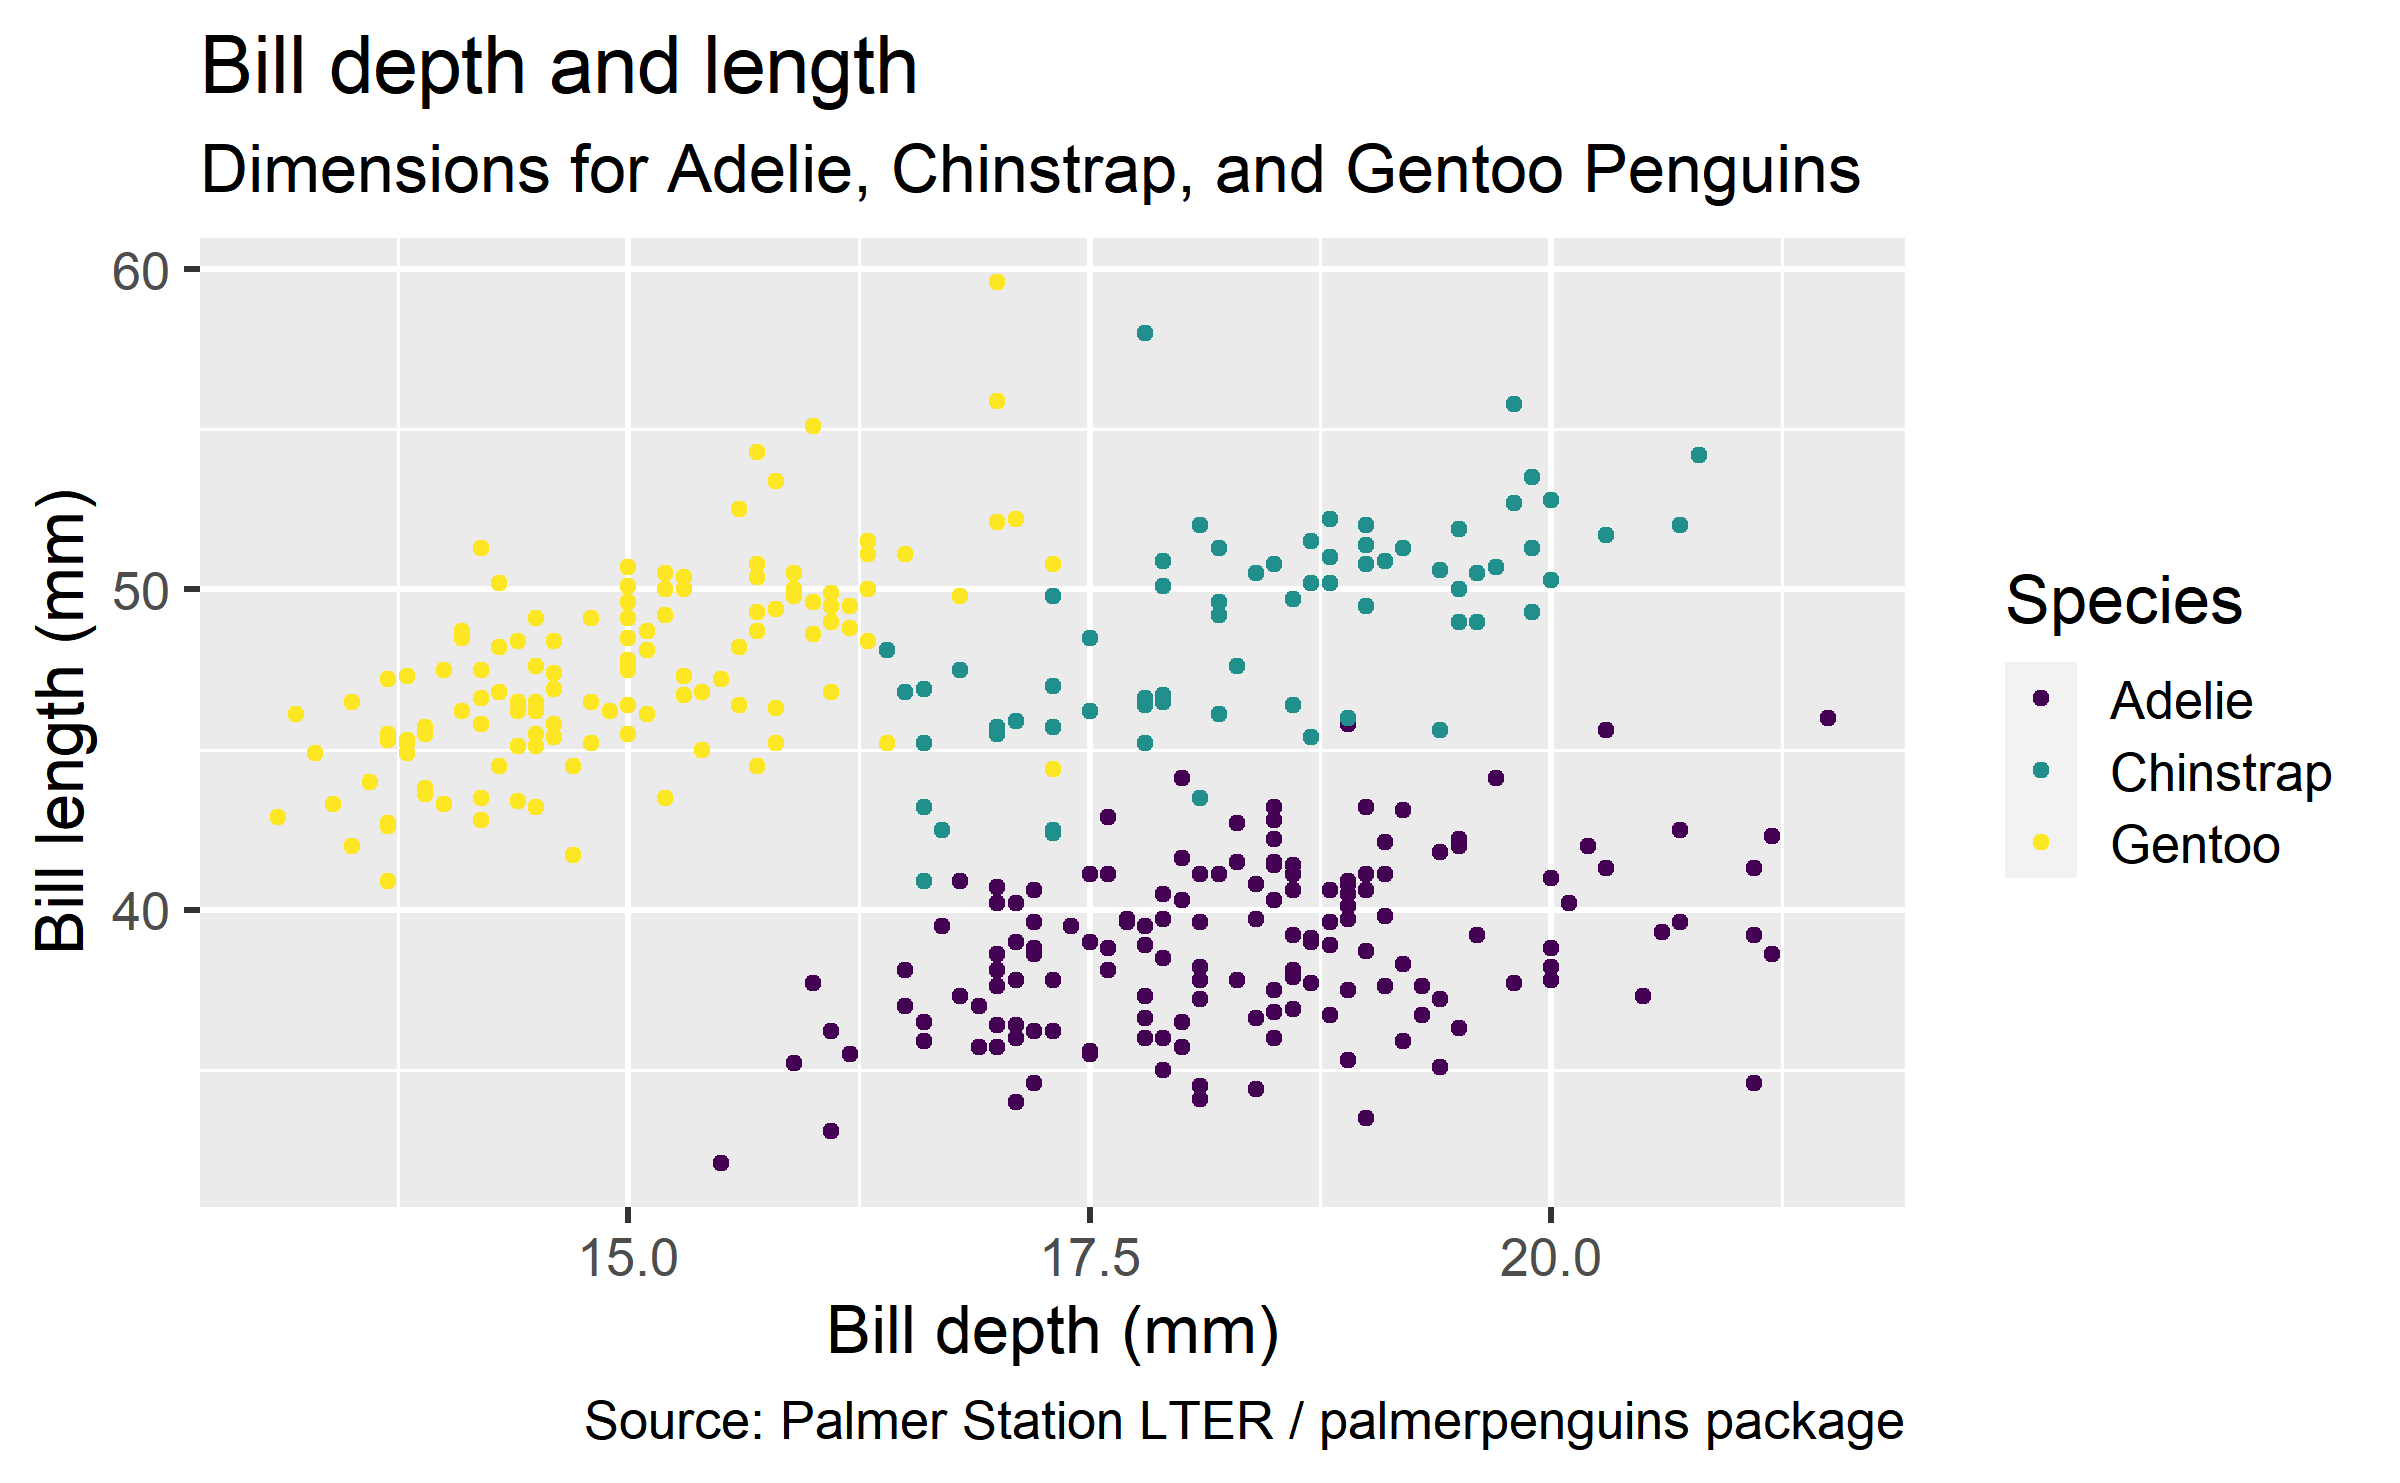 Bill depth and length
Dimensions for Adelie, Chinstrap, and Gentoo Penguins
60
50
40
Bill length (mm)
15.0 17.5 20.0
Bill depth (mm)
Species
Adelie
Chinstrap
Gentoo
Source: Palmer Station LTER / palmerpenguins package